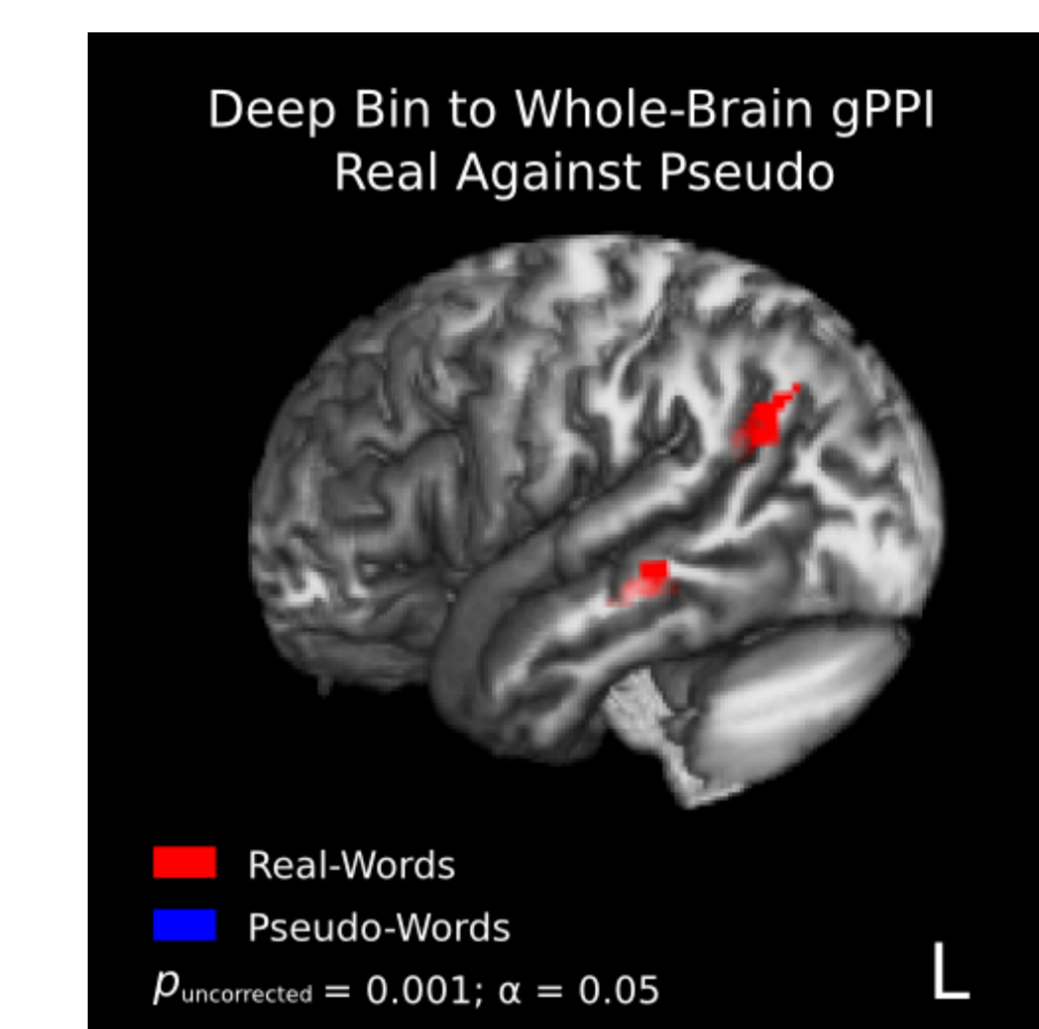 Deep Bin to Whole-Brain gPPI
Real Against Pseudo
Real-Words
Pseudo-Words
puncorrected = 0.001; α = 0.05
L